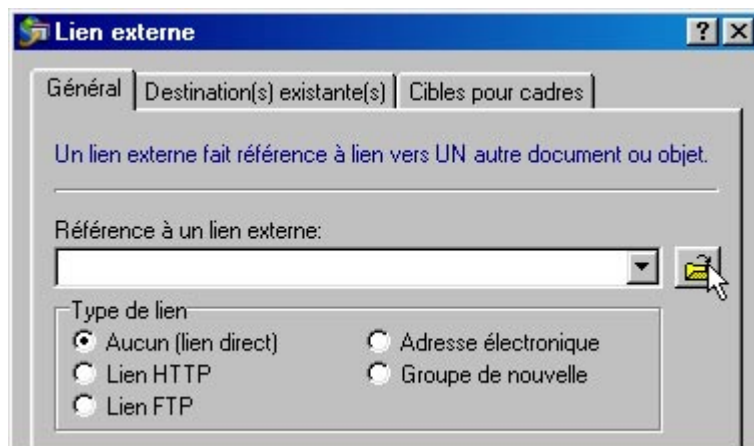 Lien externe
Général Destination(s) existante(s) Cibles pour cadres
Un lien externe fait référence à lien vers UN autre document ou objet.
Référence à un lien externe:
Type de lien
Aucun (lien direct) Adresse électronique
Lien HTTP Groupe de nouvelle
Lien FTP